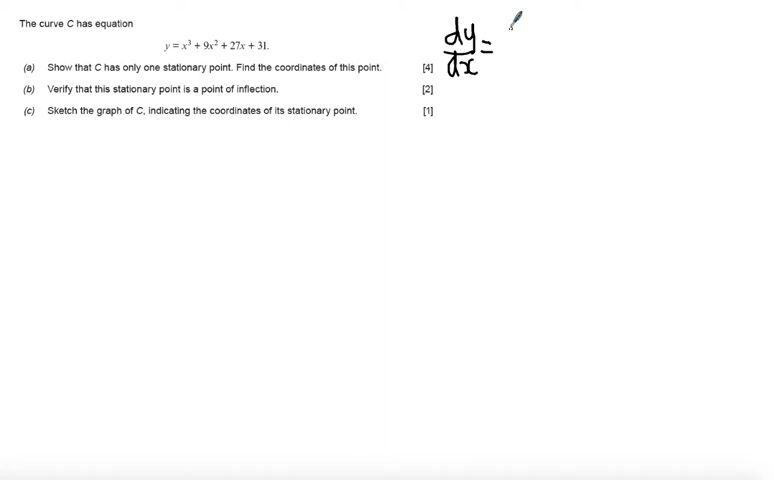 The curve C has equation
y = x³ + 9x² + 27x + 31.
(a) Show that C has only one stationary point. Find the coordinates of this point. [4]
(b) Verify that this stationary point is a point of inflection. [2]
(c) Sketch the graph of C, indicating the coordinates of its stationary point. [1]
dy/dx =